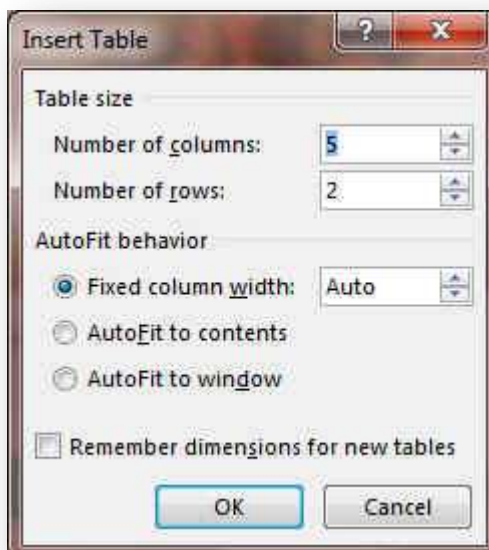 Insert Table
?
Table size
Number of columns: 5
Number of rows: 2
AutoFit behavior
Fixed column width: Auto
AutoFit to contents
AutoFit to window
Remember dimensions for new tables
OK Cancel